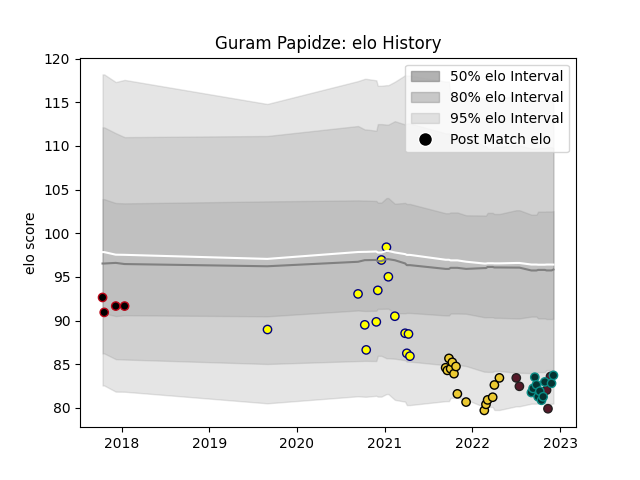 Guram Papidze: elo History
120
115
110
105
100
95
90
85
80
elo score
50% elo Interval
80% elo Interval
95% elo Interval
Post Match elo
2018
2019
2020
2021
2022
2023